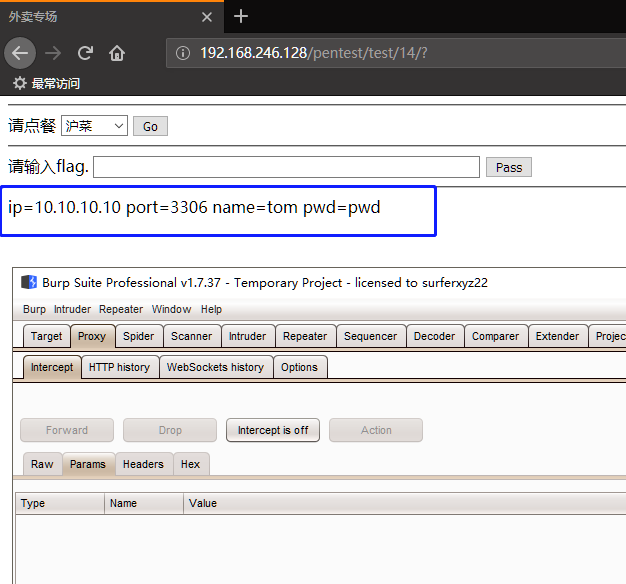 外卖专场
192.168.246.128/pentest/test/14/?
最常访问
请点餐 沪菜 Go
请输入flag. Pass
ip=10.10.10.10 port=3306 name=tom pwd=pwd
Burp Suite Professional v1.7.37 - Temporary Project - licensed to surferxyz22
Burp Intruder Repeater Window Help
Target Proxy Spider Scanner Intruder Repeater Sequencer Decoder Comparer Extender Projec
Intercept HTTP history WebSockets history Options
Forward Drop Intercept is off Action
Raw Params Headers Hex
Type Name Value